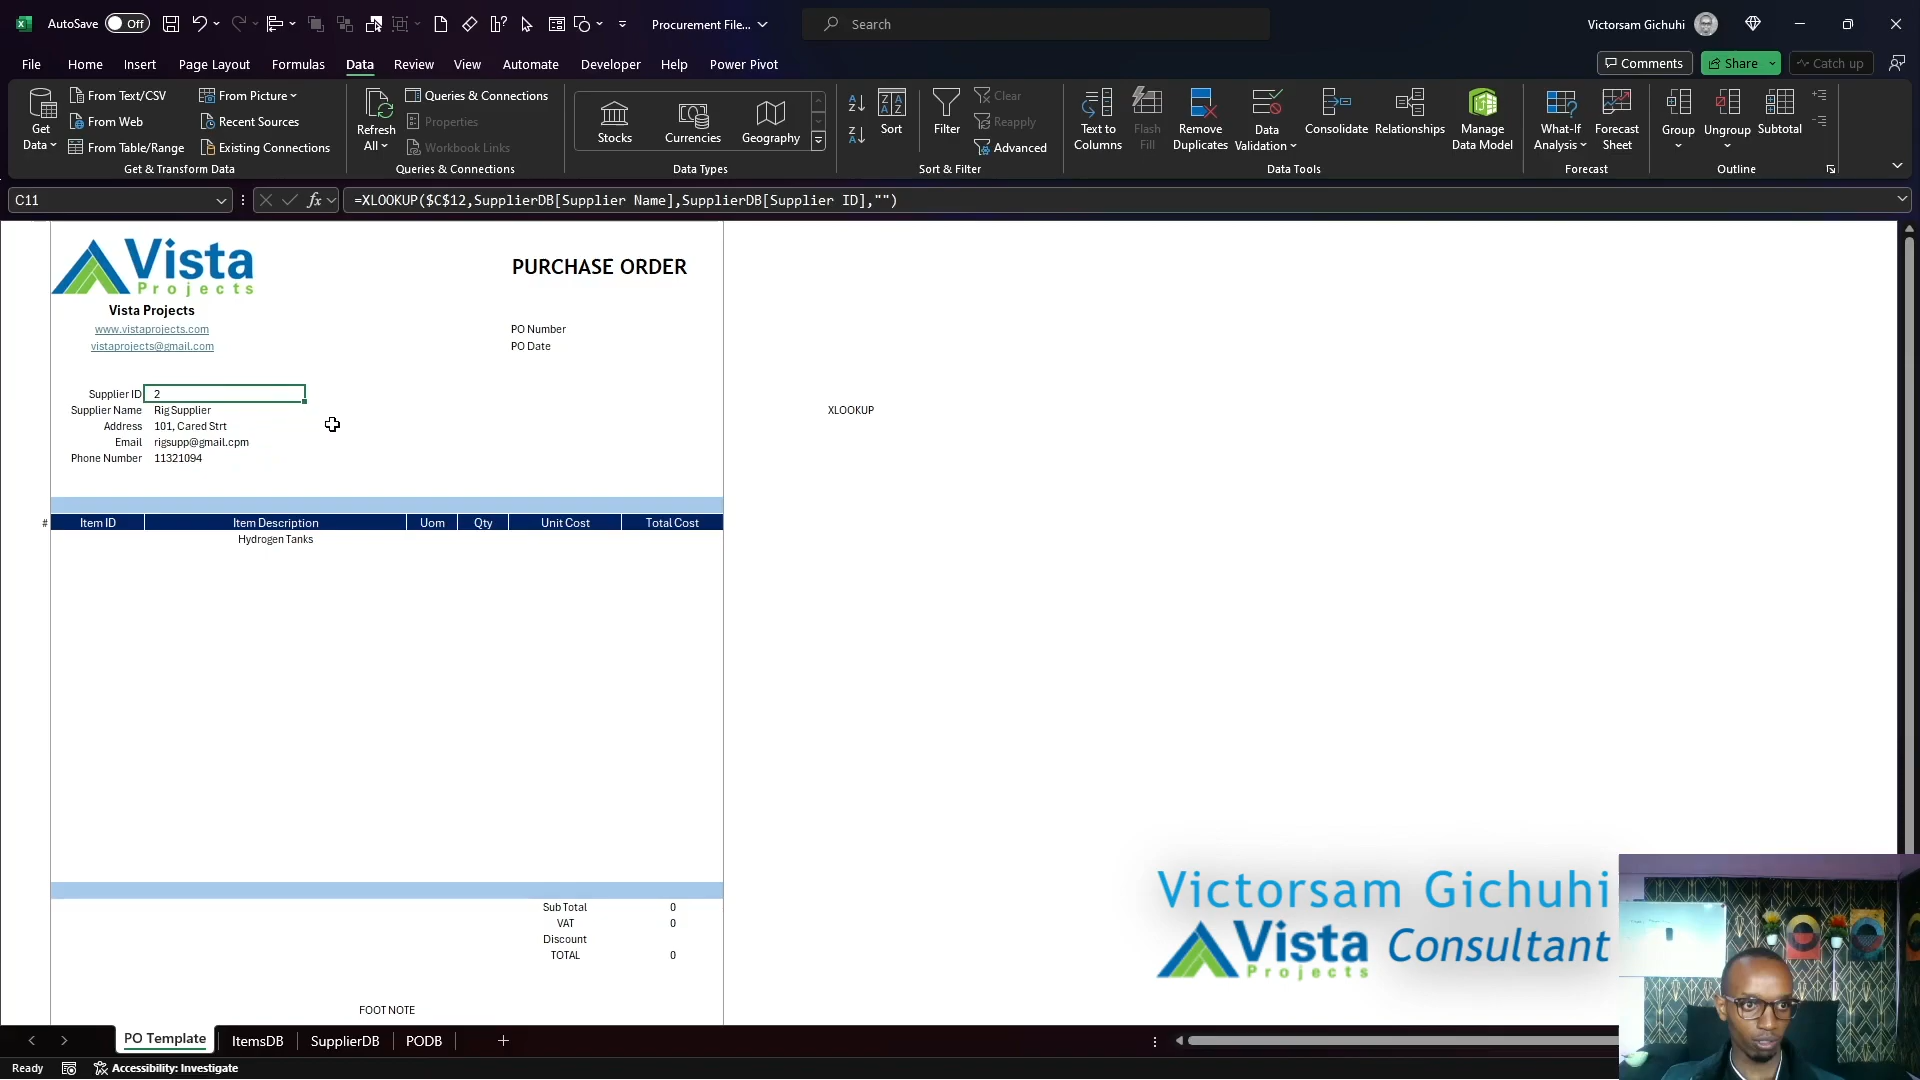 AutoSave Off Procurement File... Search Victorsam Gichuhi
File Home Insert Page Layout Formulas Data Review View Automate Developer Help Power Pivot Comments Share Catch up
Get Data
From Text/CSV
From Web
From Table/Range
From Picture
Recent Sources
Existing Connections
Get & Transform Data
Refresh All
Queries & Connections
Properties
Workbook Links
Queries & Connections
Stocks Currencies Geography
Data Types
Sort
Filter
Clear
Reapply
Advanced
Sort & Filter
Text to Columns
Flash Fill
Remove Duplicates
Data Validation
Consolidate
Relationships
Manage Data Model
Data Tools
What-If Analysis
Forecast Sheet
Forecast
Group
Ungroup
Subtotal
Outline
C11 fx =XLOOKUP($C$12,SupplierDB[Supplier Name],SupplierDB[Supplier ID],"")
Vista
Projects
PURCHASE ORDER
Vista Projects
www.vistaprojects.com
vistaprojects@gmail.com
PO Number
PO Date
Supplier ID 2
Supplier Name Rig Supplier
Address 101, Cared Strt
Email rigsupp@gmail.cpm
Phone Number 11321094
XLOOKUP
# Item ID Item Description Uom Qty Unit Cost Total Cost
Hydrogen Tanks
Sub Total 0
VAT 0
Discount
TOTAL 0
FOOT NOTE
Victorsam Gichuhi
Vista Projects Consultant
PO Template ItemsDB SupplierDB PODB
Ready Accessibility: Investigate